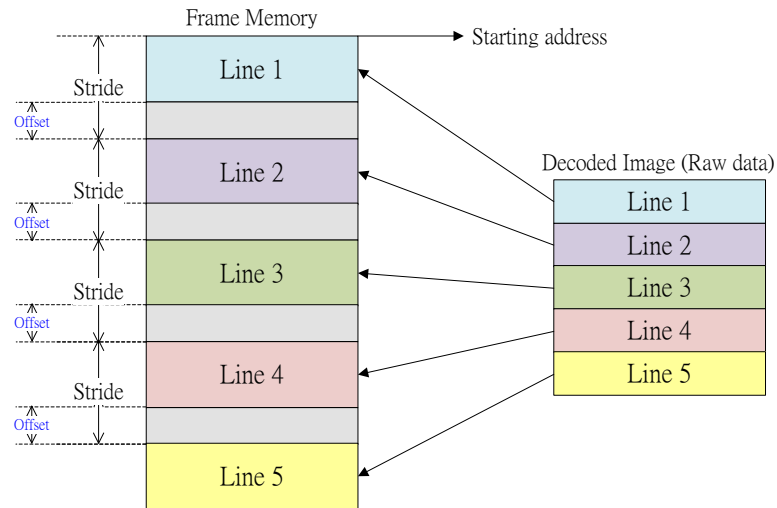 Frame Memory
Starting address
Line 1
Stride
Offset
Line 2
Stride
Offset
Line 3
Stride
Offset
Line 4
Stride
Offset
Line 5
Decoded Image (Raw data)
Line 1
Line 2
Line 3
Line 4
Line 5